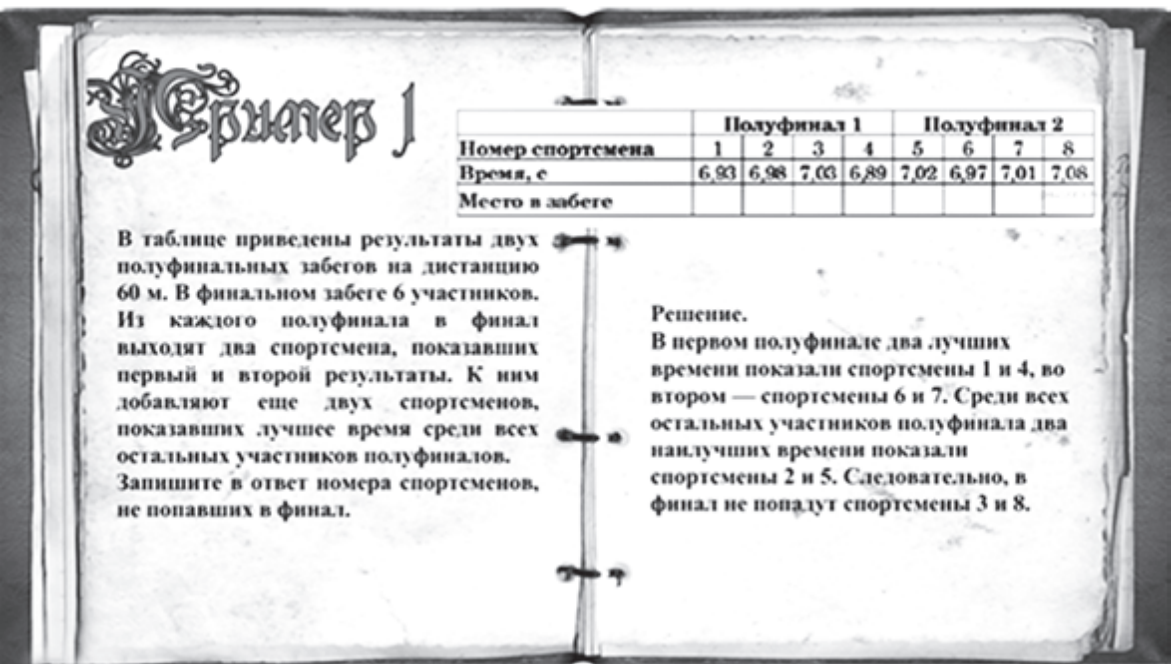 Пример 1
Полуфинал 1 Полуфинал 2
Номер спортсмена 1 2 3 4 5 6 7 8
Время, с 6,93 6,98 7,03 6,89 7,02 6,97 7,01 7,08
Место в забеге
В таблице приведены результаты двух
полуфинальных забегов на дистанцию
60 м. В финальном забеге 6 участников.
Из каждого полуфинала в финал
выходят два спортсмена, показавших
первый и второй результаты. К ним
добавляют еще двух спортсменов,
показавших лучшее время среди всех
остальных участников полуфиналов.
Запишите в ответ номера спортсменов,
не попавших в финал.
Решение.
В первом полуфинале два лучших
времени показали спортсмены 1 и 4, во
втором — спортсмены 6 и 7. Среди всех
остальных участников полуфинала два
наилучших времени показали
спортсмены 2 и 5. Следовательно, в
финал не попадут спортсмены 3 и 8.